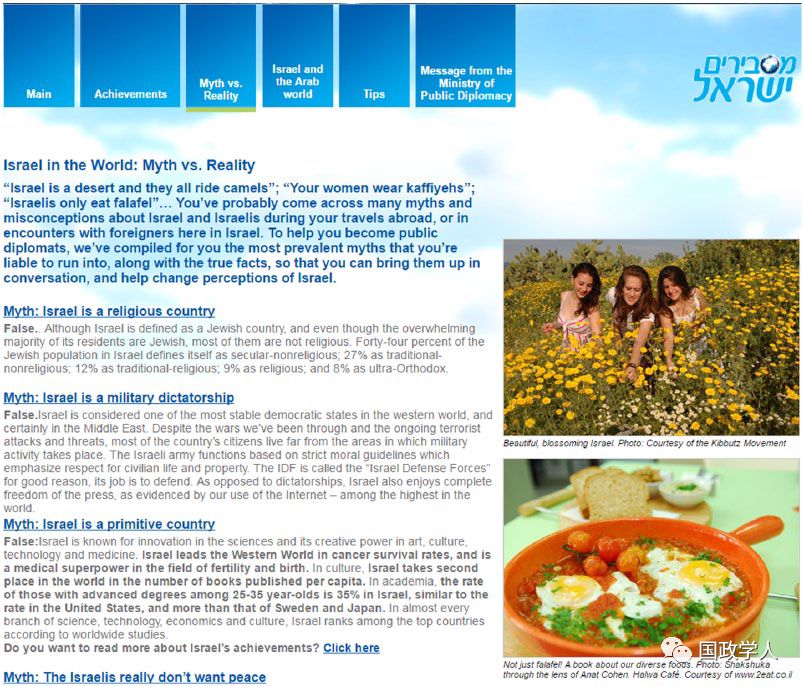 Main
Achievements
Myth vs.
Reality
Israel and
the Arab
world
Tips
Message from the
Ministry of
Public Diplomacy
מסבירים
ישראל
Israel in the World: Myth vs. Reality
“Israel is a desert and they all ride camels”; “Your women wear kaffiyehs”;
“Israelis only eat falafel”… You’ve probably come across many myths and
misconceptions about Israel and Israelis during your travels abroad, or in
encounters with foreigners here in Israel. To help you become public
diplomats, we’ve compiled for you the most prevalent myths that you’re
liable to run into, along with the true facts, so that you can bring them up in
conversation, and help change perceptions of Israel.
Myth: Israel is a religious country
False.. Although Israel is defined as a Jewish country, and even though the overwhelming
majority of its residents are Jewish, most of them are not religious. Forty-four percent of the
Jewish population in Israel defines itself as secular-nonreligious; 27% as traditional-
nonreligious; 12% as traditional-religious; 9% as religious; and 8% as ultra-Orthodox.
Myth: Israel is a military dictatorship
False.Israel is considered one of the most stable democratic states in the western world, and
certainly in the Middle East. Despite the wars we’ve been through and the ongoing terrorist
attacks and threats, most of the country’s citizens live far from the areas in which military
activity takes place. The Israeli army functions based on strict moral guidelines which
emphasize respect for civilian life and property. The IDF is called the “Israel Defense Forces”
for good reason, its job is to defend. As opposed to dictatorships, Israel also enjoys complete
freedom of the press, as evidenced by our use of the Internet – among the highest in the
world.
Myth: Israel is a primitive country
False:Israel is known for innovation in the sciences and its creative power in art, culture,
technology and medicine. Israel leads the Western World in cancer survival rates, and is
a medical superpower in the field of fertility and birth. In culture, Israel takes second
place in the world in the number of books published per capita. In academia, the rate
of those with advanced degrees among 25-35 year-olds is 35% in Israel, similar to the
rate in the United States, and more than that of Sweden and Japan. In almost every
branch of science, technology, economics and culture, Israel ranks among the top countries
according to worldwide studies.
Do you want to read more about Israel’s achievements? Click here
Myth: The Israelis really don’t want peace
Beautiful, blossoming Israel. Photo: Courtesy of the Kibbutz Movement
国政学人
Not just falafel! A book about our diverse foods. Photo: Shakshuka
through the lens of Anat Cohen. Halwa Café. Courtesy of www.2eat.co.il